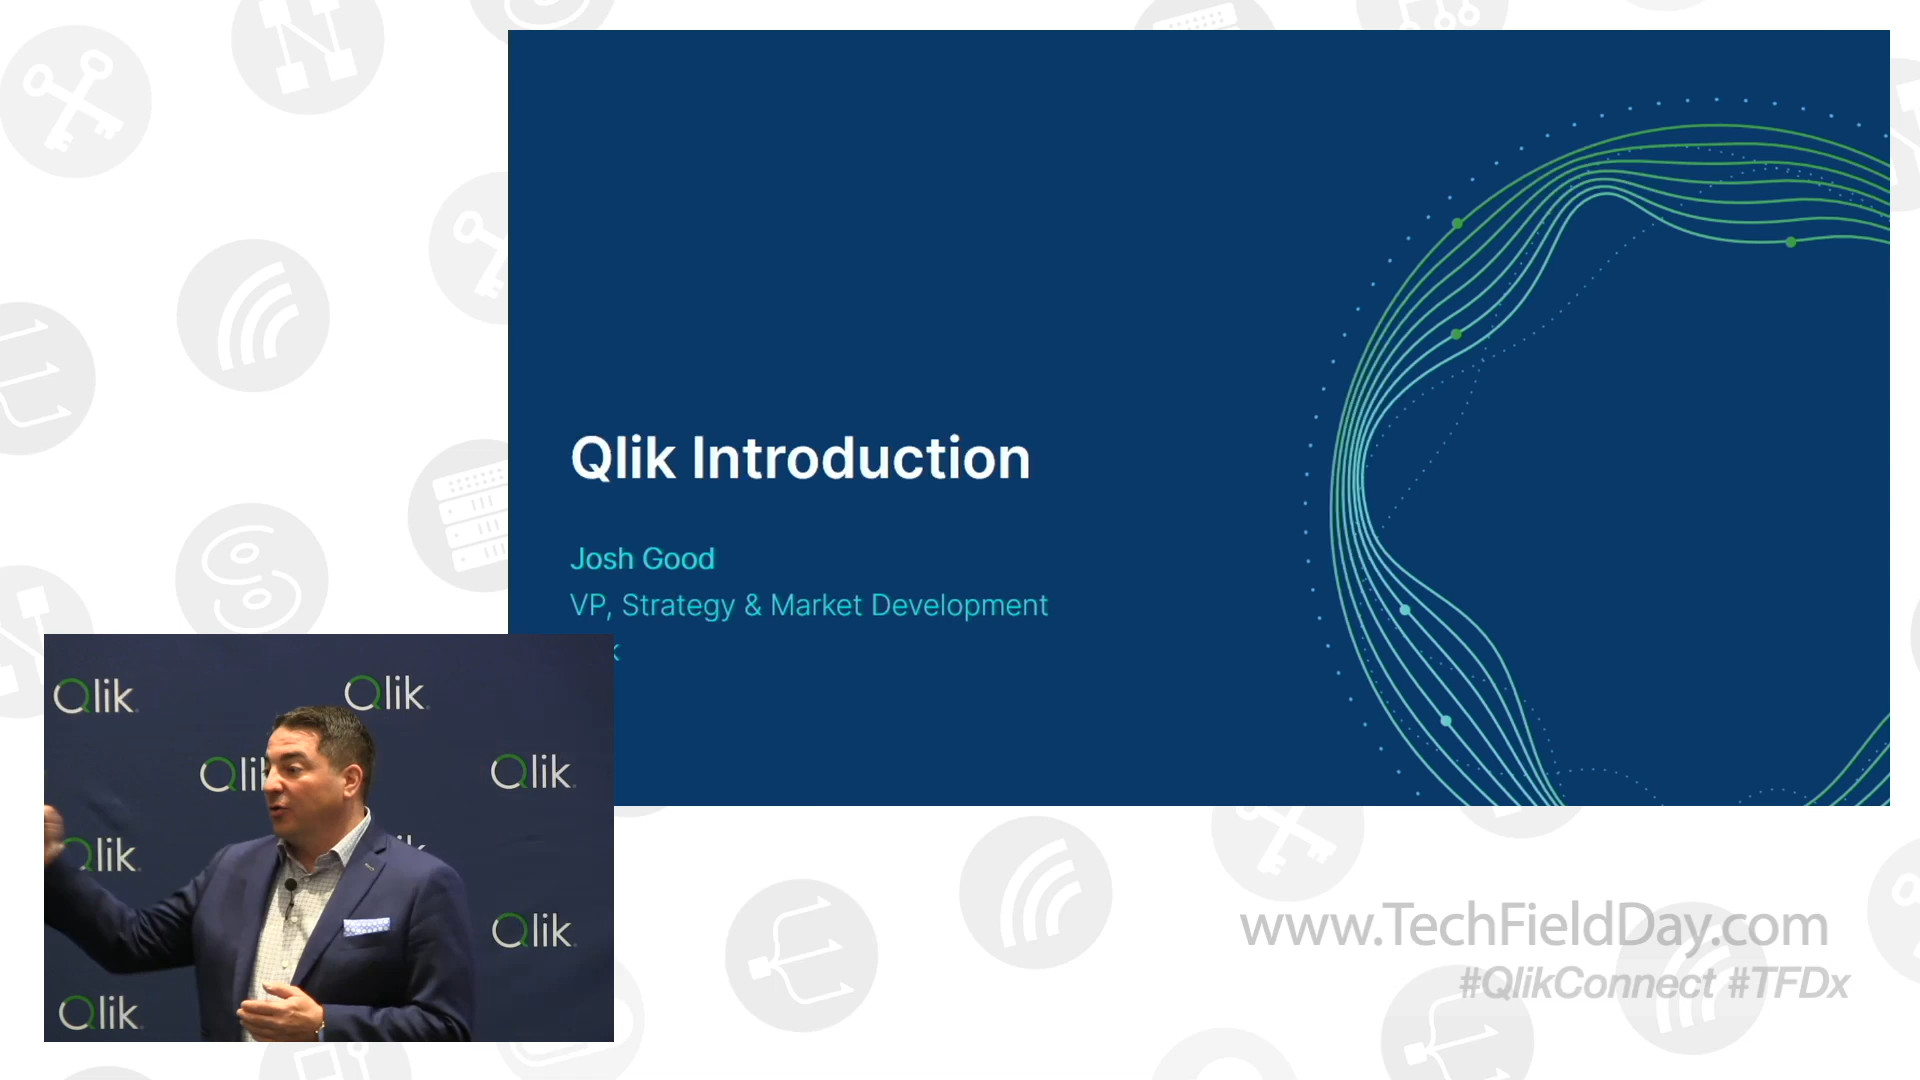 Qlik Introduction
Josh Good
VP, Strategy & Market Development
Qlik
Qlik
Qlik
Qlik
Qlik
Qlik
Qlik
www.TechFieldDay.com
#QlikConnect #TFDx